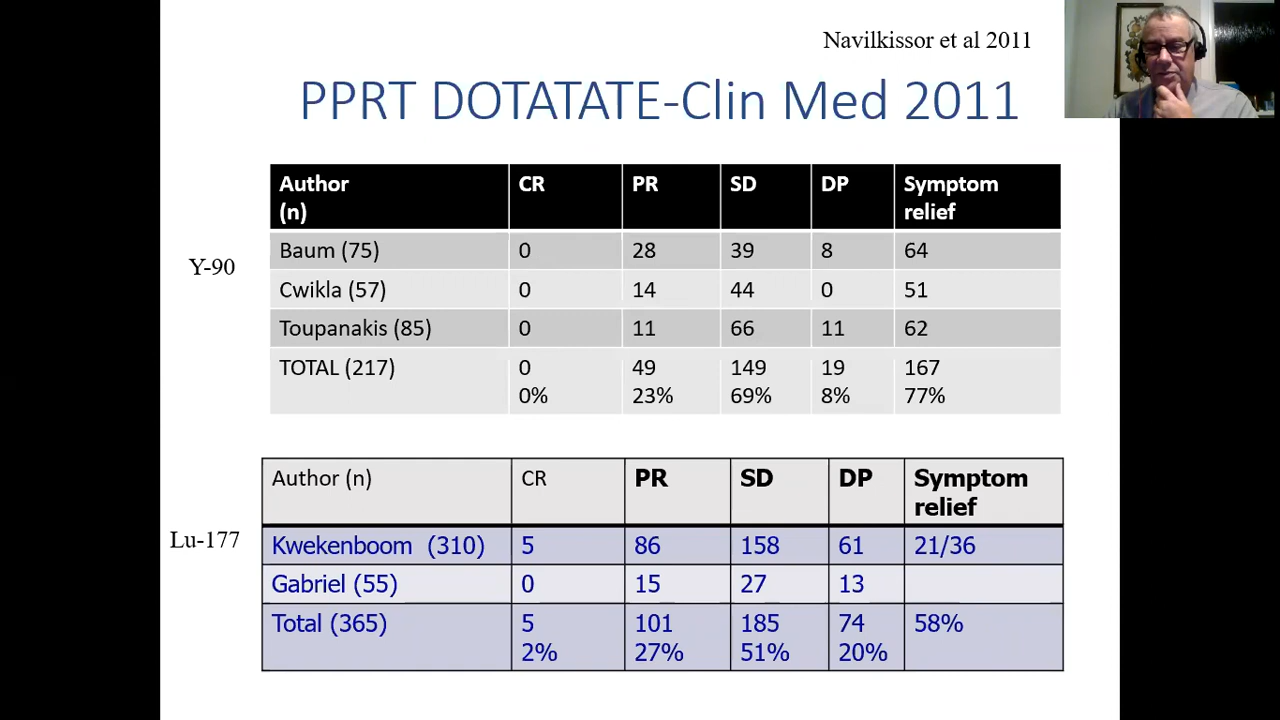 Navilkissor et al 2011
PPRT DOTATATE-Clin Med 2011
Author (n) CR PR SD DP Symptom relief
Y-90
Baum (75) 0 28 39 8 64
Cwikla (57) 0 14 44 0 51
Toupanakis (85) 0 11 66 11 62
TOTAL (217) 0 49 149 19 167
0% 23% 69% 8% 77%
Author (n) CR PR SD DP Symptom relief
Lu-177
Kwekenboom (310) 5 86 158 61 21/36
Gabriel (55) 0 15 27 13
Total (365) 5 101 185 74 58%
2% 27% 51% 20%